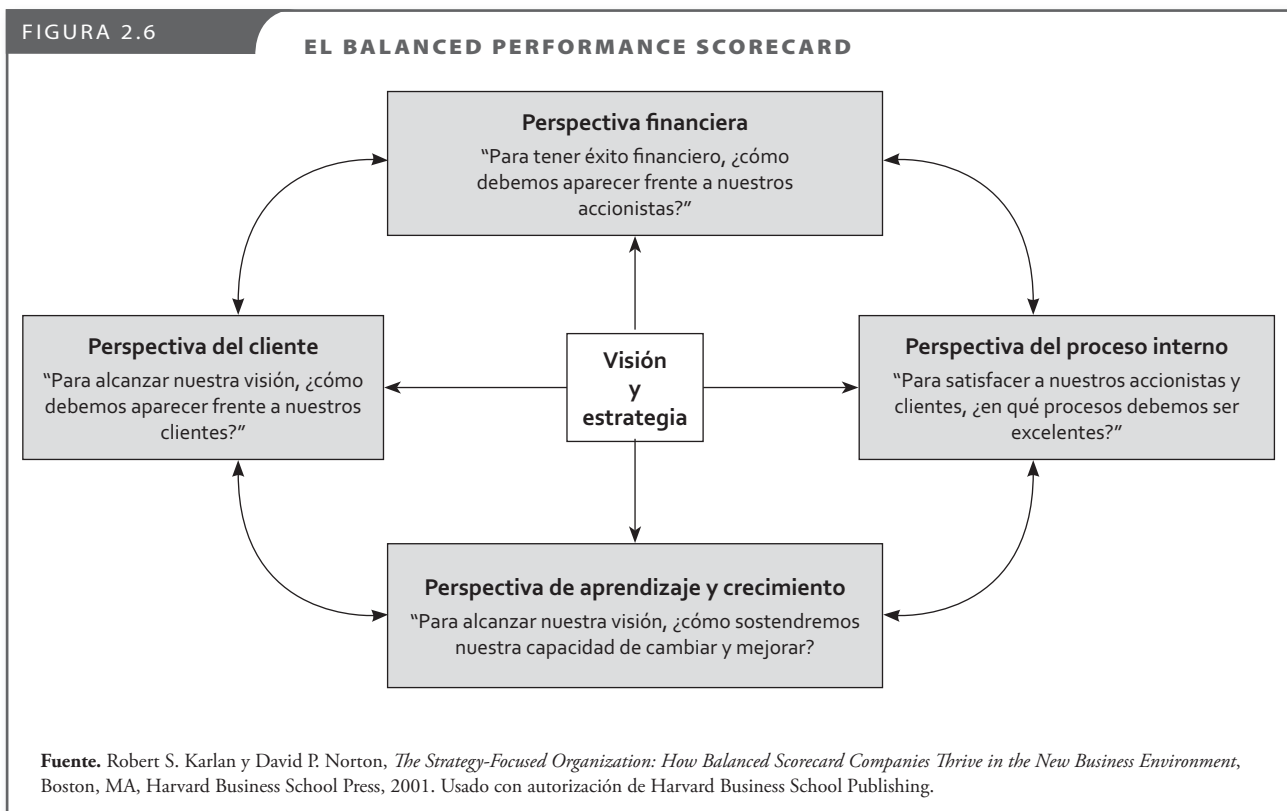 FIGURA 2.6
EL BALANCED PERFORMANCE SCORECARD
Perspectiva financiera
“Para tener éxito financiero, ¿cómo
debemos aparecer frente a nuestros
accionistas?”
Perspectiva del cliente
“Para alcanzar nuestra visión, ¿cómo
debemos aparecer frente a nuestros
clientes?”
Visión
y
estrategia
Perspectiva del proceso interno
“Para satisfacer a nuestros accionistas y
clientes, ¿en qué procesos debemos ser
excelentes?”
Perspectiva de aprendizaje y crecimiento
“Para alcanzar nuestra visión, ¿cómo sostendremos
nuestra capacidad de cambiar y mejorar?
Fuente. Robert S. Karlan y David P. Norton, The Strategy-Focused Organization: How Balanced Scorecard Companies Thrive in the New Business Environment,
Boston, MA, Harvard Business School Press, 2001. Usado con autorización de Harvard Business School Publishing.